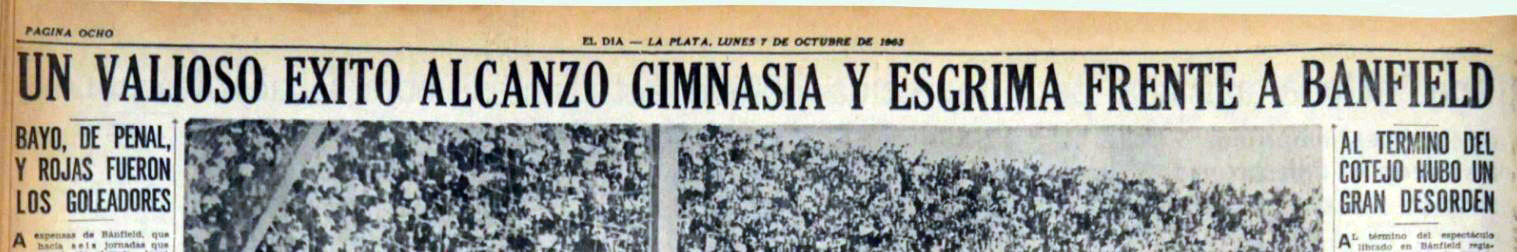 PAGINA OCHO
EL DIA — LA PLATA, LUNES 7 DE OCTUBRE DE 1963
UN VALIOSO EXITO ALCANZO GIMNASIA Y ESGRIMA FRENTE A BANFIELD
BAYO, DE PENAL,
Y ROJAS FUERON
LOS GOLEADORES
A expensas de Bánfield, que
hacía seis jornadas que
AL TERMINO DEL
COTEJO HUBO UN
GRAN DESORDEN
AL término del espectáculo
librado en Bánfield regis-